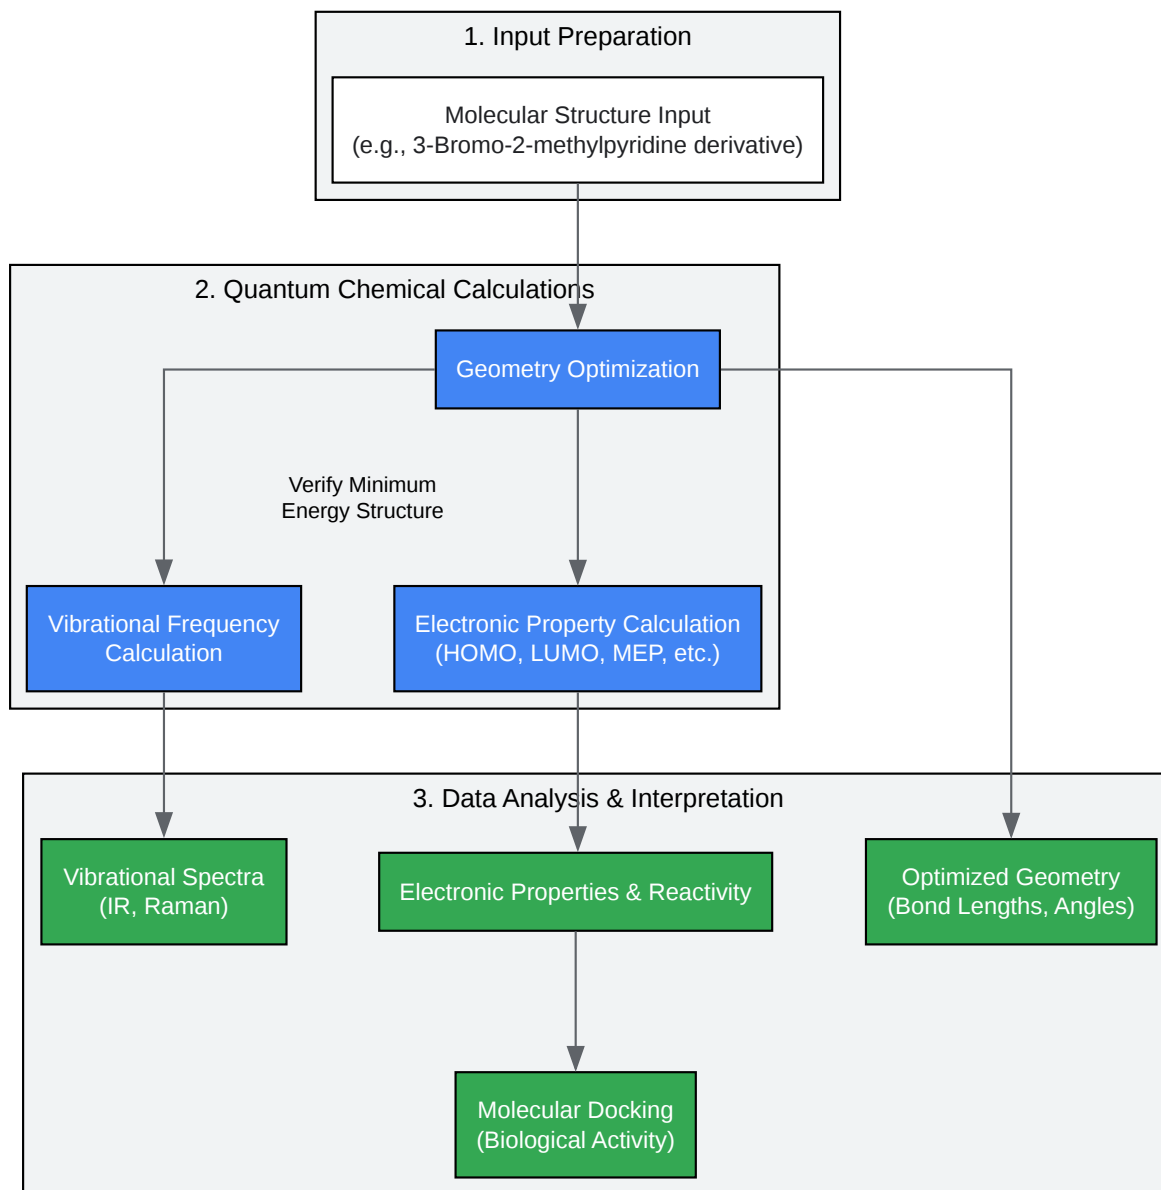 1. Input Preparation
Molecular Structure Input
(e.g., 3-Bromo-2-methylpyridine derivative)
2. Quantum Chemical Calculations
Geometry Optimization
Verify Minimum
Energy Structure
Vibrational Frequency
Calculation
Electronic Property Calculation
(HOMO, LUMO, MEP, etc.)
3. Data Analysis & Interpretation
Vibrational Spectra
(IR, Raman)
Electronic Properties & Reactivity
Optimized Geometry
(Bond Lengths, Angles)
Molecular Docking
(Biological Activity)